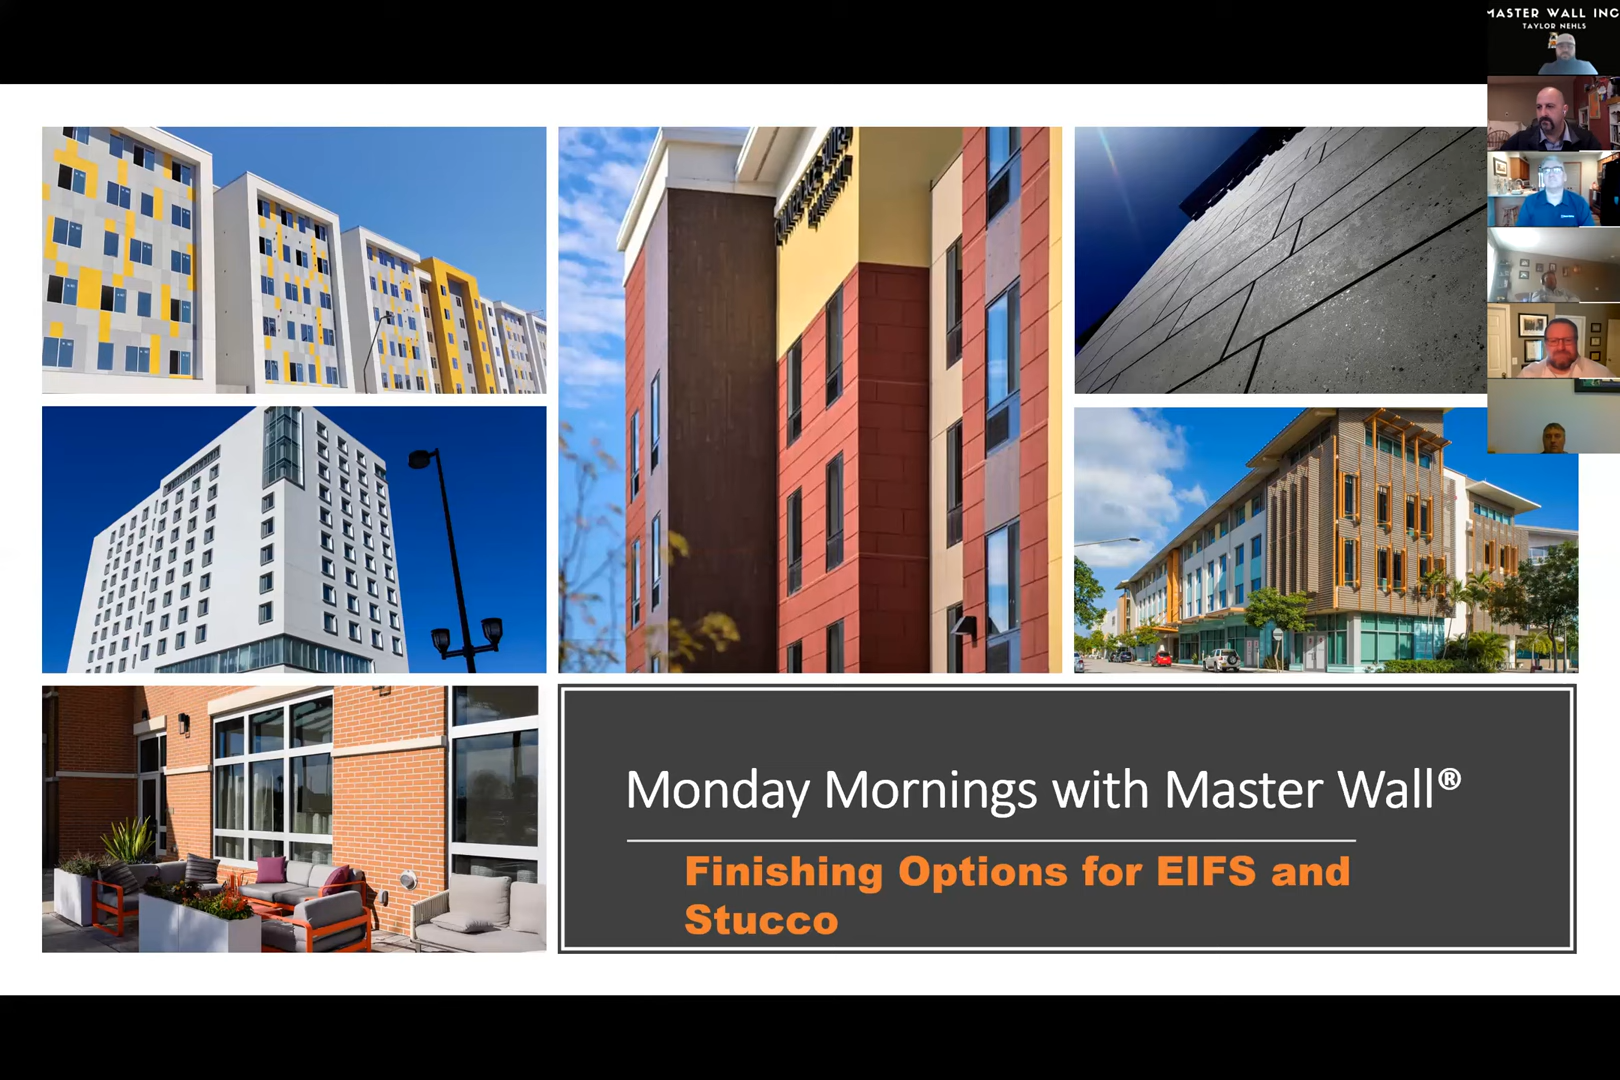 MASTER WALL INC
TAYLOR NEHLS
Monday Mornings with Master Wall®
Finishing Options for EIFS and
Stucco